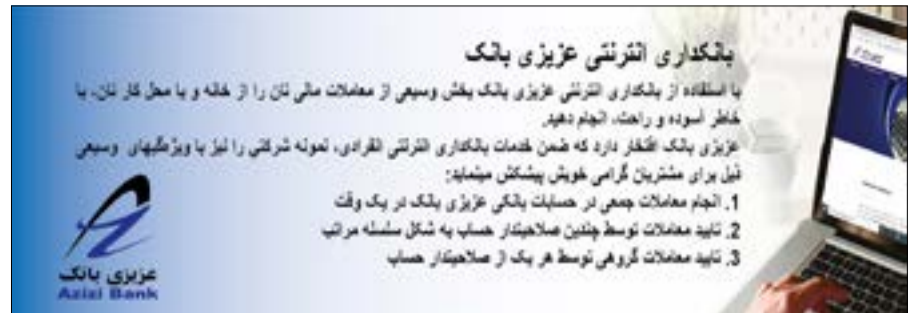 بانکداری انترنتی عزیزی بانک
با استفاده از بانکداری انترنتی عزیزی بانک بخش وسیعی از معاملات مالی تان را از خانه و یا محل کار تان، با
خاطر آسوده و راحت، انجام دهید.
عزیزی بانک افتخار دارد که ضمن خدمات بانکداری انترنتی انفرادی، نمونه شرکتی را نیز با ویژگیهای وسیعی
ذیل برای مشتریان گرامی خویش پیشکش مینماید:
1. انجام معاملات جمعی در حسابات بانکی عزیزی بانک در یک وقت
2. تایید معاملات توسط چندین صلاحیتدار حساب به شکل سلسله مراتب
3. تایید معاملات گروهی توسط هر یک از صلاحیتدار حساب
عزیزی بانک
Azizi Bank